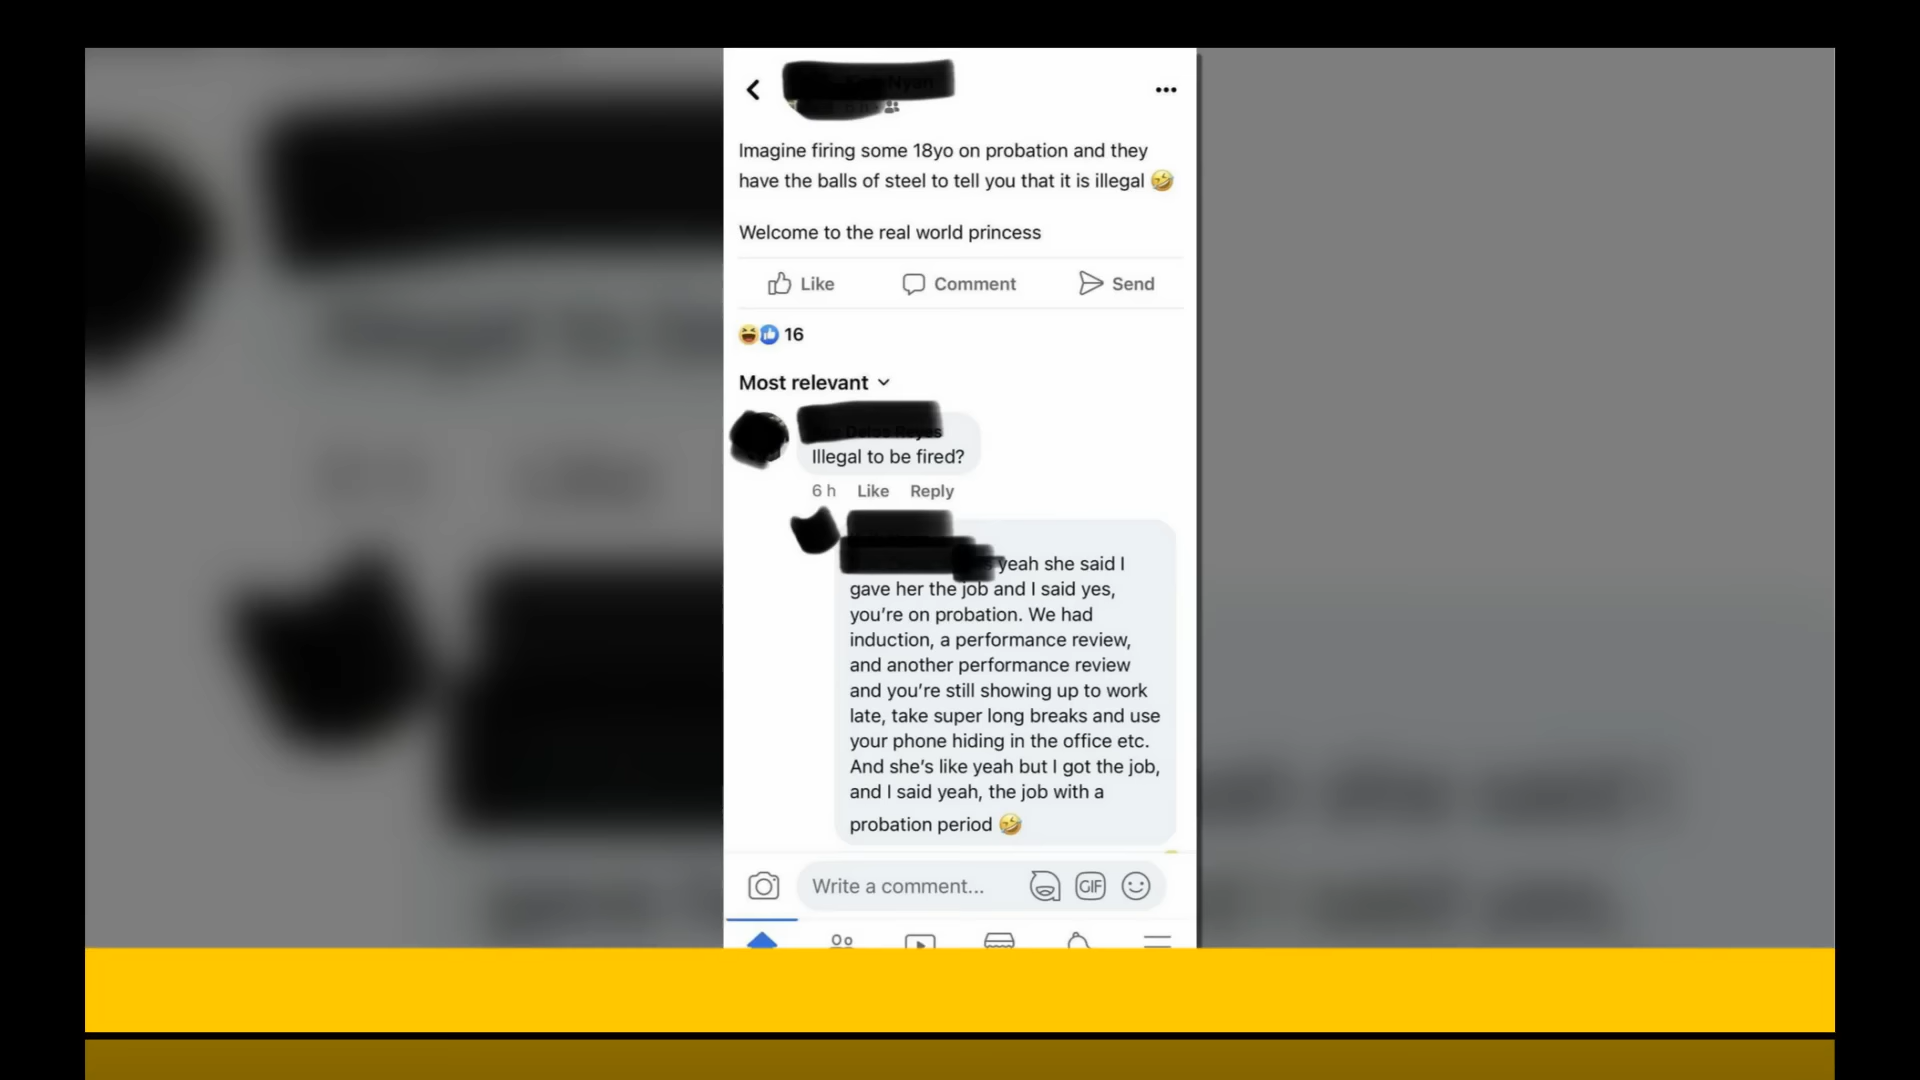 Imagine firing some 18yo on probation and they
have the balls of steel to tell you that it is illegal 🤣
Welcome to the real world princess
Like
Comment
Send
16
Most relevant
Illegal to be fired?
6 h Like Reply
yeah she said I
gave her the job and I said yes,
you're on probation. We had
induction, a performance review,
and another performance review
and you're still showing up to work
late, take super long breaks and use
your phone hiding in the office etc.
And she's like yeah but I got the job,
and I said yeah, the job with a
probation period 🤣
Write a comment...
GIF